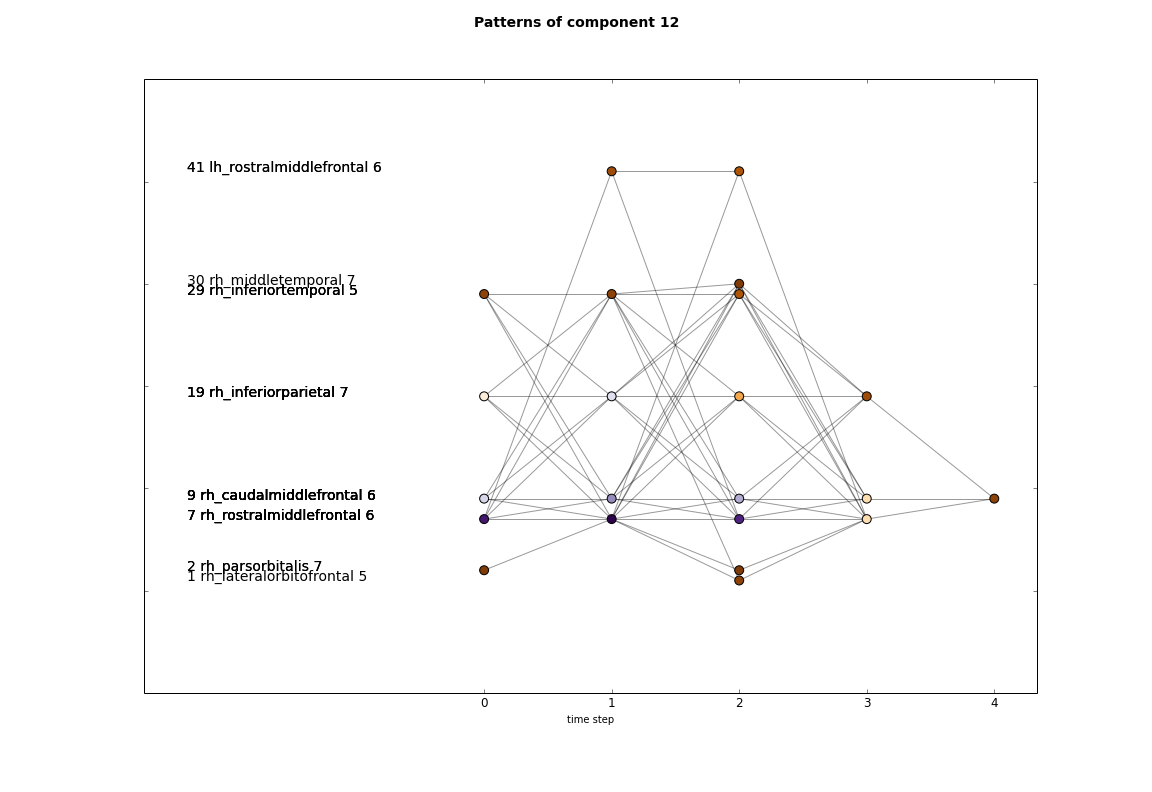 Patterns of component 12
41 lh_rostralmiddlefrontal 6
30 rh_middletemporal 7
29 rh_inferiortemporal 5
19 rh_inferiorparietal 7
9 rh_caudalmiddlefrontal 6
7 rh_rostralmiddlefrontal 6
2 rh_parsorbitalis 7
1 rh_lateralorbitofrontal 5
0 1 2 3 4
time step